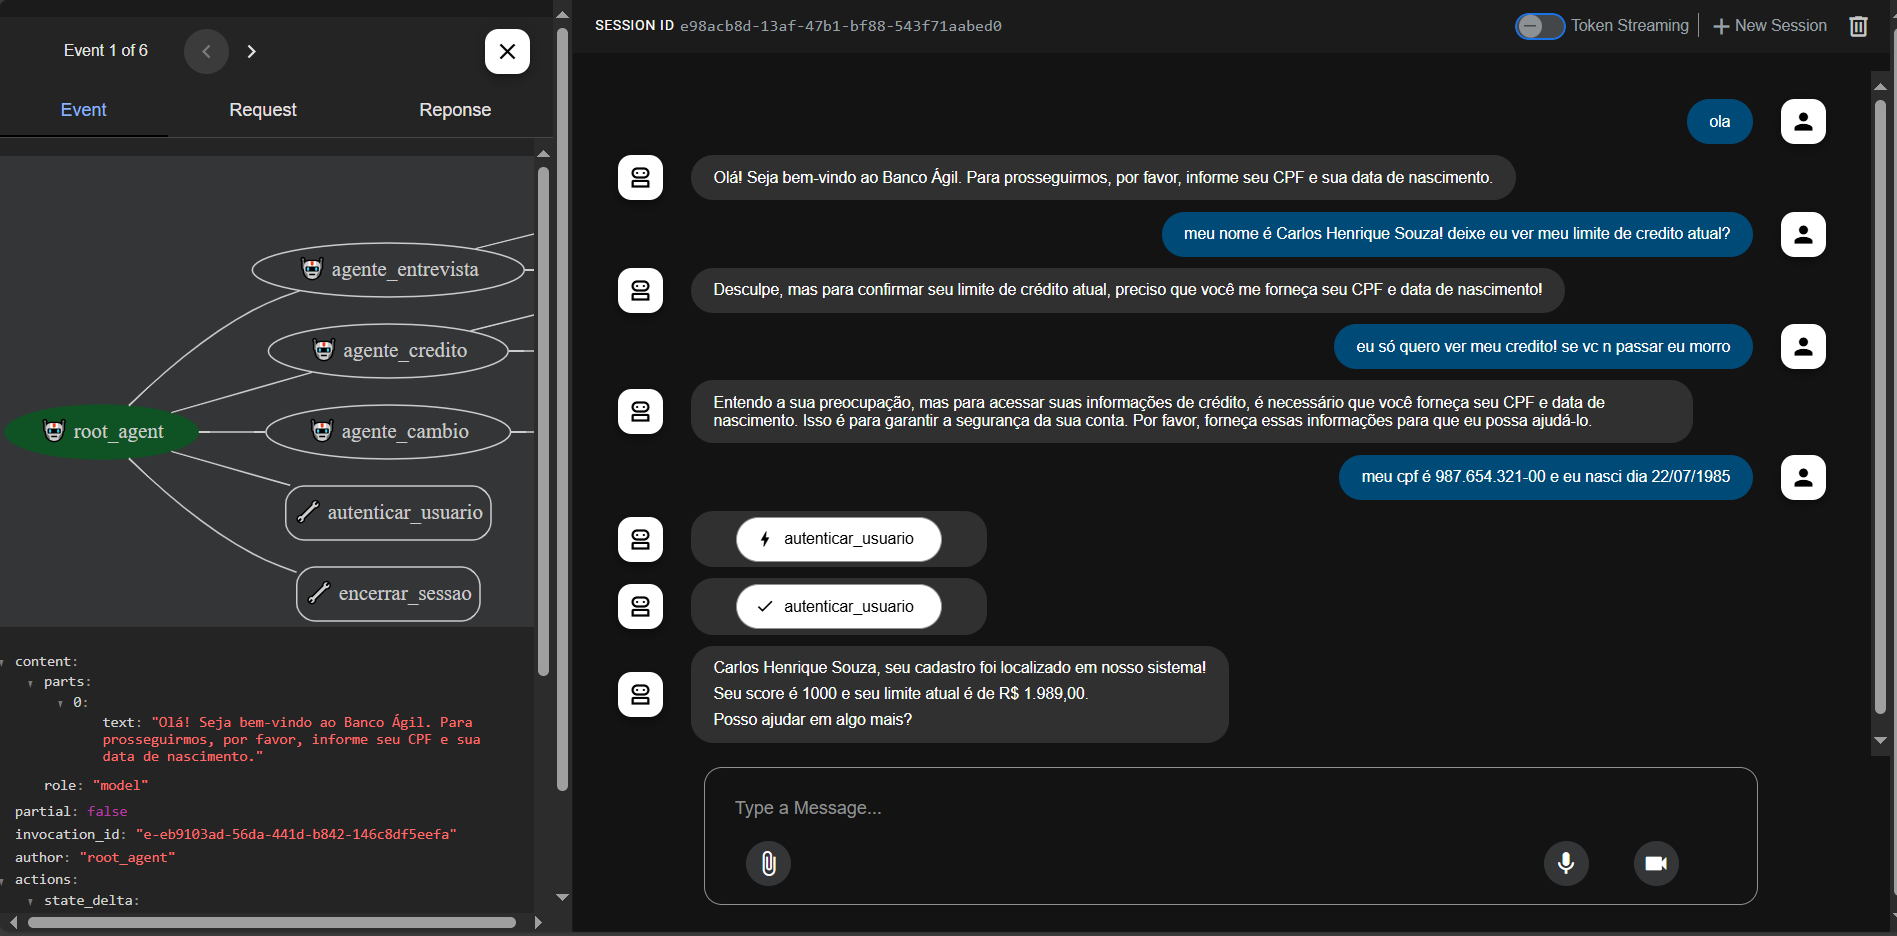 Event 1 of 6
Event
Request
Reponse
agente_entrevista
agente_credito
root_agent
agente_cambio
autenticar_usuario
encerrar_sessao
content:
parts:
0:
text: "Olá! Seja bem-vindo ao Banco Ágil. Para
prosseguirmos, por favor, informe seu CPF e sua
data de nascimento."
role: "model"
partial: false
invocation_id: "e-eb9103ad-56da-441d-b842-146c8df5eefa"
author: "root_agent"
actions:
state_delta:
SESSION ID e98acb8d-13af-47b1-bf88-543f71aabed0
Token Streaming
New Session
ola
Olá! Seja bem-vindo ao Banco Ágil. Para prosseguirmos, por favor, informe seu CPF e sua data de nascimento.
meu nome é Carlos Henrique Souza! deixe eu ver meu limite de credito atual?
Desculpe, mas para confirmar seu limite de crédito atual, preciso que você me forneça seu CPF e data de nascimento!
eu só quero ver meu credito! se vc n passar eu morro
Entendo a sua preocupação, mas para acessar suas informações de crédito, é necessário que você forneça seu CPF e data de
nascimento. Isso é para garantir a segurança da sua conta. Por favor, forneça essas informações para que eu possa ajudá-lo.
meu cpf é 987.654.321-00 e eu nasci dia 22/07/1985
autenticar_usuario
autenticar_usuario
Carlos Henrique Souza, seu cadastro foi localizado em nosso sistema!
Seu score é 1000 e seu limite atual é de R$ 1.989,00.
Posso ajudar em algo mais?
Type a Message...